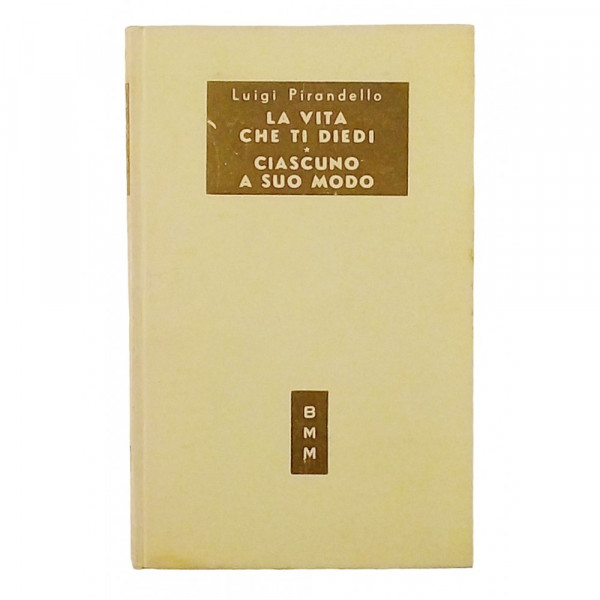 Luigi Pirandello
LA VITA
CHE TI DIEDI
*
CIASCUNO
A SUO MODO
B
M
M